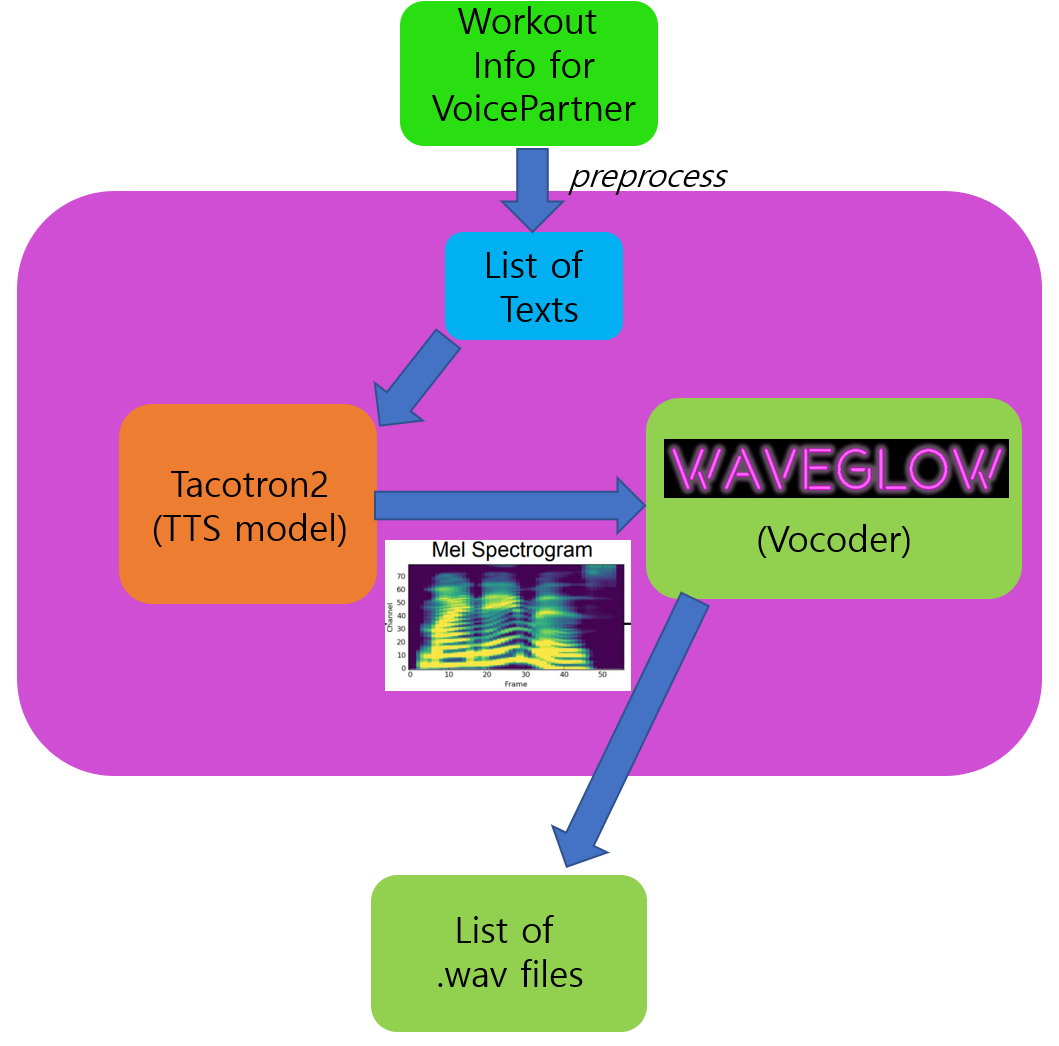 Workout
Info for
VoicePartner
preprocess
List of
Texts
Tacotron2
(TTS model)
WAVEGLOW
(Vocoder)
Mel Spectrogram
70
60
50
40
30
20
10
0
Channel
0 10 20 30 40 50
Frame
List of
.wav files